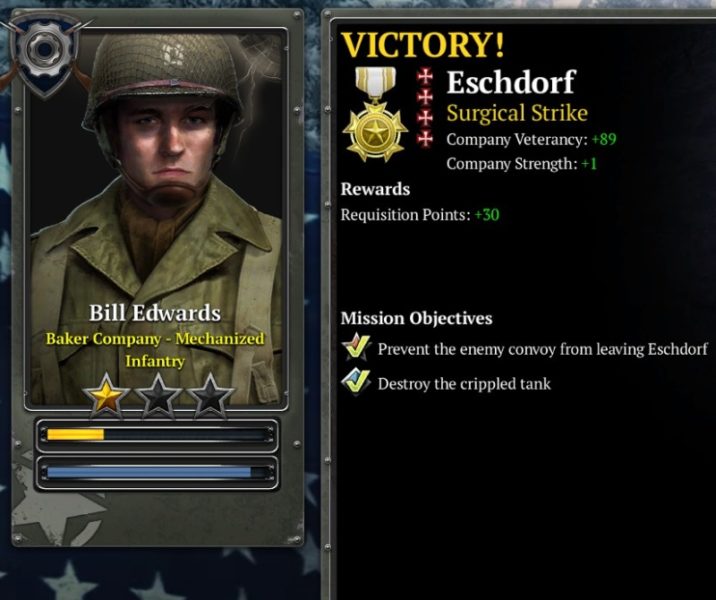 Bill Edwards
Baker Company - Mechanized
Infantry
VICTORY!
Eschdorf
Surgical Strike
Company Veterancy: +89
Company Strength: +1
Rewards
Requisition Points: +30
Mission Objectives
Prevent the enemy convoy from leaving Eschdorf
Destroy the crippled tank